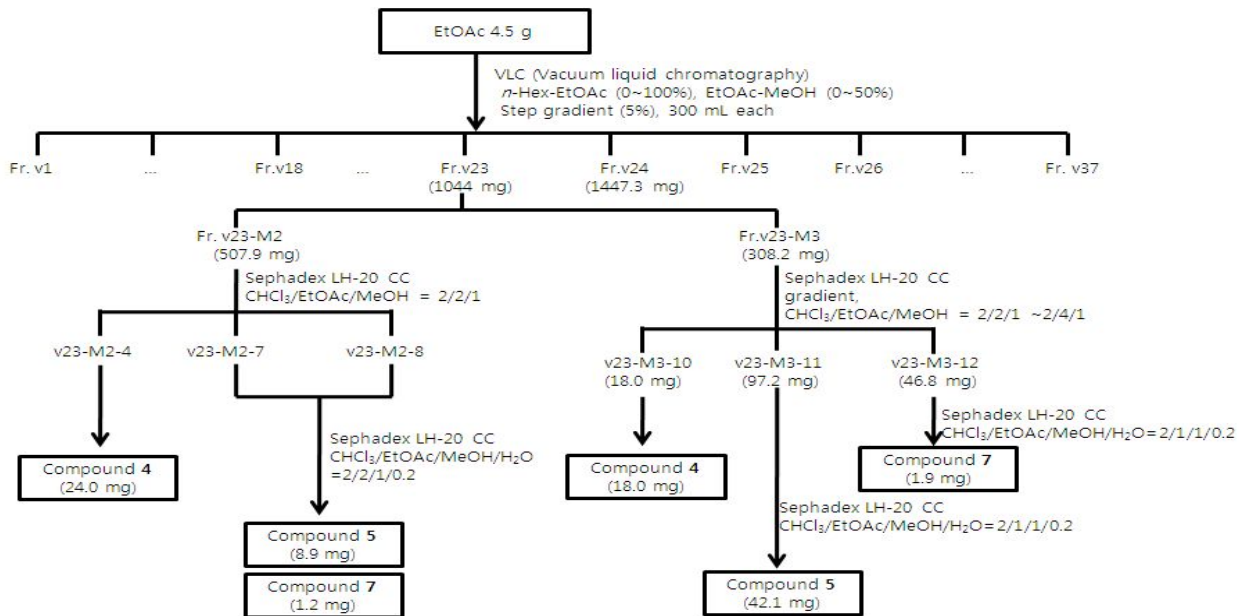 EtOAc 4.5 g
VLC (Vacuum liquid chromatography)
n-Hex-EtOAc (0~100%), EtOAc-MeOH (0~50%)
Step gradient (5%), 300 mL each
Fr. v1 ... Fr.v18 ... Fr.v23 Fr.v24 Fr.v25 Fr.v26 ... Fr. v37
(1044 mg) (1447.3 mg)
Fr. v23-M2
(507.9 mg)
Fr.v23-M3
(308.2 mg)
Sephadex LH-20 CC
CHCl₃/EtOAc/MeOH = 2/2/1
Sephadex LH-20 CC
gradient,
CHCl₃/EtOAc/MeOH = 2/2/1 ~2/4/1
v23-M2-4 v23-M2-7 v23-M2-8
v23-M3-10
(18.0 mg)
v23-M3-11
(97.2 mg)
v23-M3-12
(46.8 mg)
Sephadex LH-20 CC
CHCl₃/EtOAc/MeOH/H₂O
=2/2/1/0.2
Sephadex LH-20 CC
CHCl₃/EtOAc/MeOH/H₂O=2/1/1/0.2
Compound 4
(24.0 mg)
Compound 4
(18.0 mg)
Compound 7
(1.9 mg)
Sephadex LH-20 CC
CHCl₃/EtOAc/MeOH/H₂O=2/1/1/0.2
Compound 5
(8.9 mg)
Compound 7
(1.2 mg)
Compound 5
(42.1 mg)